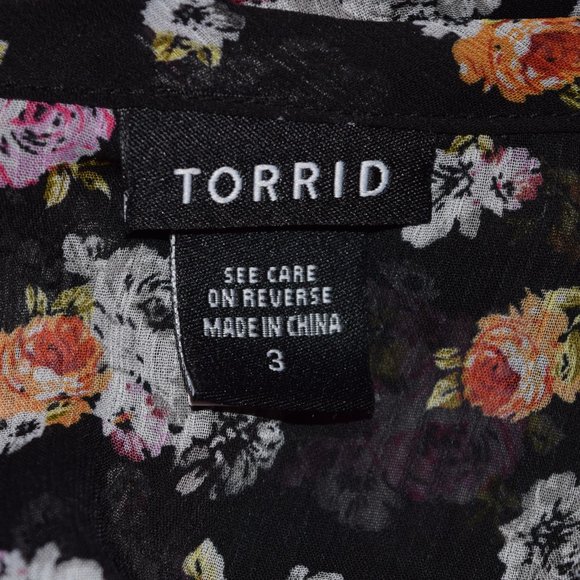 TORRID
SEE CARE
ON REVERSE
MADE IN CHINA
3